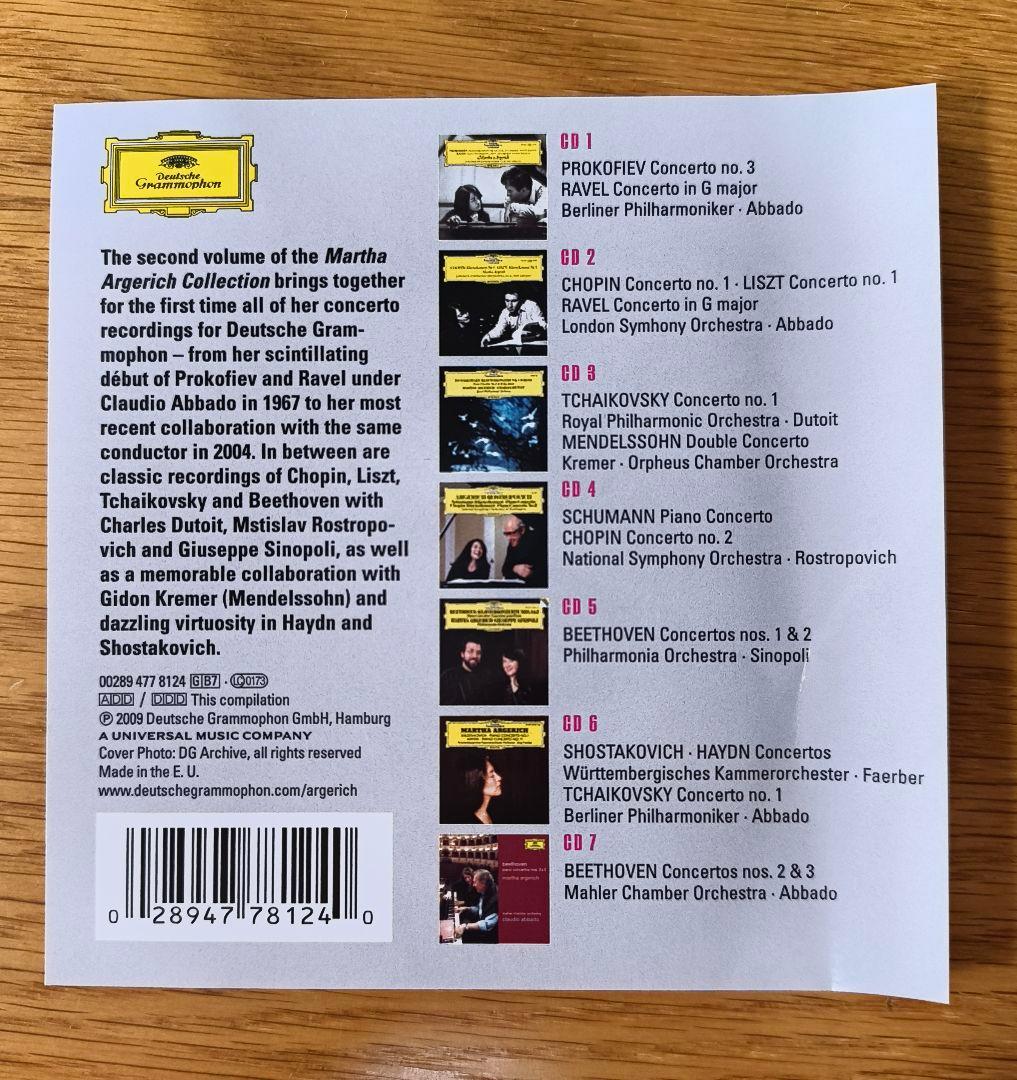 Deutsche
Grammophon
The second volume of the Martha
Argerich Collection brings together
for the first time all of her concerto
recordings for Deutsche Gram-
mophon – from her scintillating
début of Prokofiev and Ravel under
Claudio Abbado in 1967 to her most
recent collaboration with the same
conductor in 2004. In between are
classic recordings of Chopin, Liszt,
Tchaikovsky and Beethoven with
Charles Dutoit, Mstislav Rostropo-
vich and Giuseppe Sinopoli, as well
as a memorable collaboration with
Gidon Kremer (Mendelssohn) and
dazzling virtuosity in Haydn and
Shostakovich.
00289 477 8124 GB7 · LC0173
ADD / DDD This compilation
℗ 2009 Deutsche Grammophon GmbH, Hamburg
A UNIVERSAL MUSIC COMPANY
Cover Photo: DG Archive, all rights reserved
Made in the E. U.
www.deutschegrammophon.com/argerich
0 28947 78124 0
CD 1
PROKOFIEV Concerto no. 3
RAVEL Concerto in G major
Berliner Philharmoniker · Abbado
CD 2
CHOPIN Concerto no. 1 · LISZT Concerto no. 1
RAVEL Concerto in G major
London Symhony Orchestra · Abbado
CD 3
TCHAIKOVSKY Concerto no. 1
Royal Philharmonic Orchestra · Dutoit
MENDELSSOHN Double Concerto
Kremer · Orpheus Chamber Orchestra
CD 4
SCHUMANN Piano Concerto
CHOPIN Concerto no. 2
National Symphony Orchestra · Rostropovich
CD 5
BEETHOVEN Concertos nos. 1 & 2
Philharmonia Orchestra · Sinopoli
CD 6
MARTHA ARGERICH
SHOSTAKOVICH · HAYDN Concertos
Württembergisches Kammerorchester · Faerber
TCHAIKOVSKY Concerto no. 1
Berliner Philharmoniker · Abbado
CD 7
beethoven
martha argerich
claudio abbado
BEETHOVEN Concertos nos. 2 & 3
Mahler Chamber Orchestra · Abbado